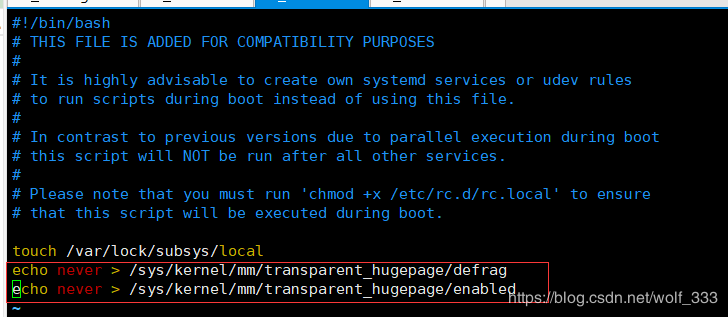 #!/bin/bash
# THIS FILE IS ADDED FOR COMPATIBILITY PURPOSES
#
# It is highly advisable to create own systemd services or udev rules
# to run scripts during boot instead of using this file.
#
# In contrast to previous versions due to parallel execution during boot
# this script will NOT be run after all other services.
#
# Please note that you must run 'chmod +x /etc/rc.d/rc.local' to ensure
# that this script will be executed during boot.
touch /var/lock/subsys/local
echo never > /sys/kernel/mm/transparent_hugepage/defrag
echo never > /sys/kernel/mm/transparent_hugepage/enabled
~
https://blog.csdn.net/wolf_333